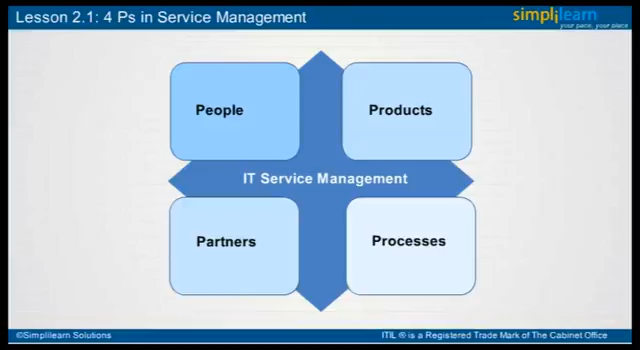 Lesson 2.1: 4 Ps in Service Management
simplilearn
your pace, your place
People
Products
IT Service Management
Partners
Processes
©Simplilearn Solutions
ITIL ® is a Registered Trade Mark of The Cabinet Office